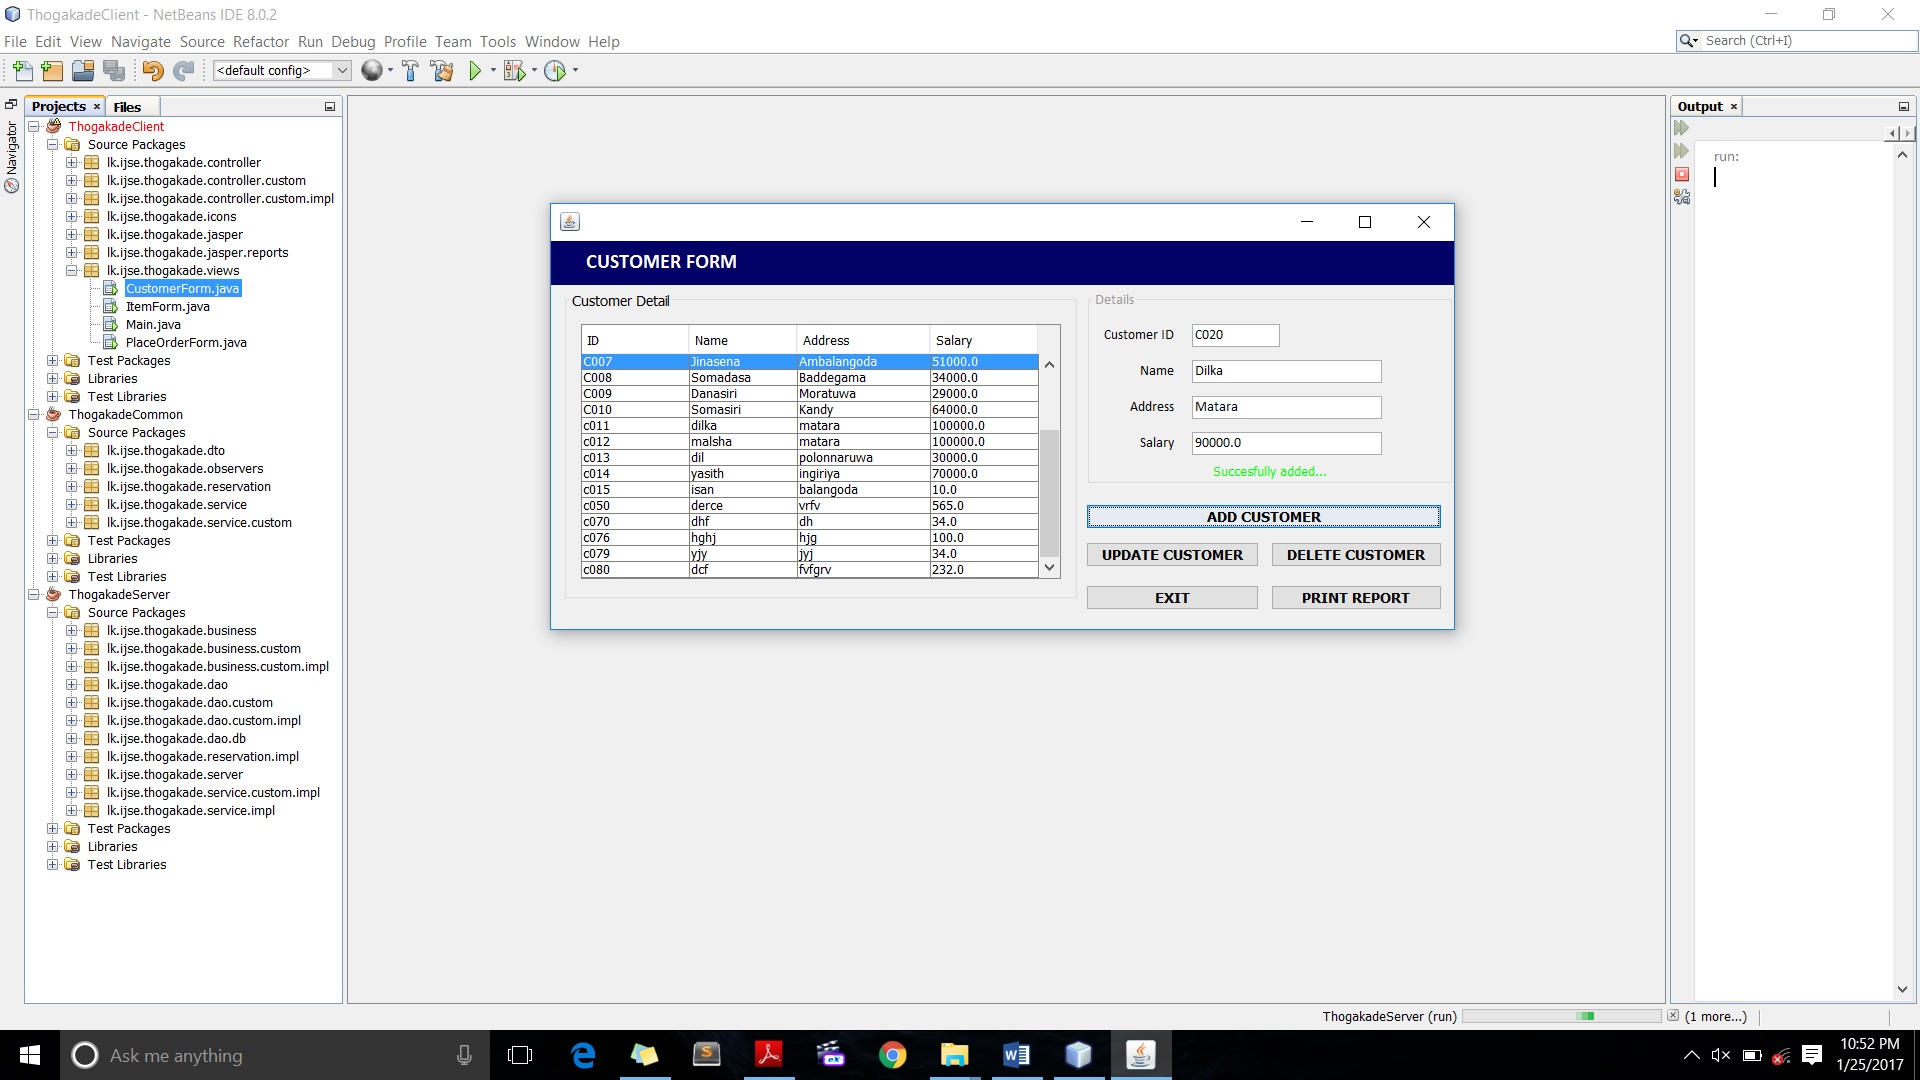 ThogakadeClient - NetBeans IDE 8.0.2
File Edit View Navigate Source Refactor Run Debug Profile Team Tools Window Help
Search (Ctrl+I)
<default config>
Navigator
Projects
Files
ThogakadeClient
Source Packages
lk.ijse.thogakade.controller
lk.ijse.thogakade.controller.custom
lk.ijse.thogakade.controller.custom.impl
lk.ijse.thogakade.icons
lk.ijse.thogakade.jasper
lk.ijse.thogakade.jasper.reports
lk.ijse.thogakade.views
CustomerForm.java
ItemForm.java
Main.java
PlaceOrderForm.java
Test Packages
Libraries
Test Libraries
ThogakadeCommon
Source Packages
lk.ijse.thogakade.dto
lk.ijse.thogakade.observers
lk.ijse.thogakade.reservation
lk.ijse.thogakade.service
lk.ijse.thogakade.service.custom
Test Packages
Libraries
Test Libraries
ThogakadeServer
Source Packages
lk.ijse.thogakade.business
lk.ijse.thogakade.business.custom
lk.ijse.thogakade.business.custom.impl
lk.ijse.thogakade.dao
lk.ijse.thogakade.dao.custom
lk.ijse.thogakade.dao.custom.impl
lk.ijse.thogakade.dao.db
lk.ijse.thogakade.reservation.impl
lk.ijse.thogakade.server
lk.ijse.thogakade.service.custom.impl
lk.ijse.thogakade.service.impl
Test Packages
Libraries
Test Libraries
CUSTOMER FORM
Customer Detail
ID Name Address Salary
C007 Jinasena Ambalangoda 51000.0
C008 Somadasa Baddegama 34000.0
C009 Danasiri Moratuwa 29000.0
C010 Somasiri Kandy 64000.0
c011 dilka matara 100000.0
c012 malsha matara 100000.0
c013 dil polonnaruwa 30000.0
c014 yasith ingiriya 70000.0
c015 isan balangoda 10.0
c050 derce vrfv 565.0
c070 dhf dh 34.0
c076 hghj hjg 100.0
c079 yjy jyj 34.0
c080 dcf fvfgrv 232.0
Details
Customer ID C020
Name Dilka
Address Matara
Salary 90000.0
Succesfully added...
ADD CUSTOMER
UPDATE CUSTOMER DELETE CUSTOMER
EXIT PRINT REPORT
Output
run:
ThogakadeServer (run) (1 more...)
Ask me anything
10:52 PM
1/25/2017